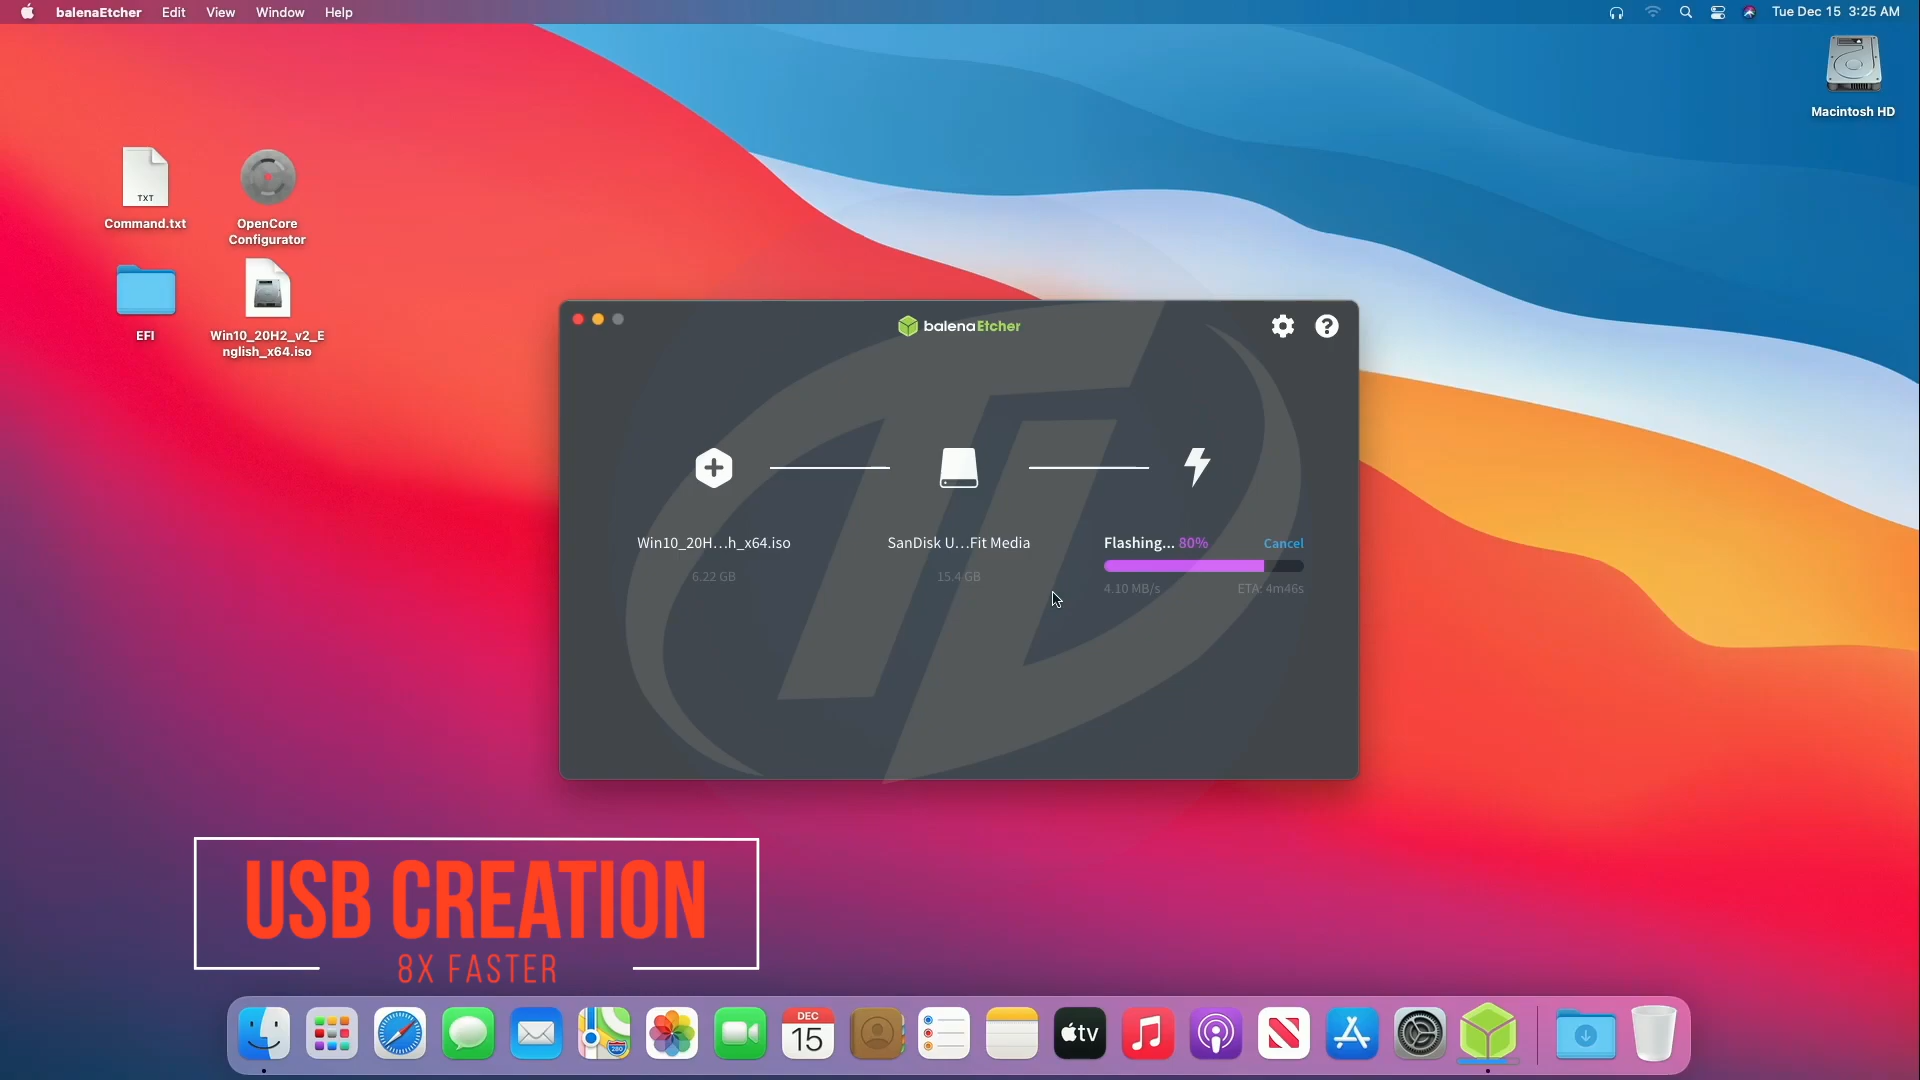 balenaEtcher Edit View Window Help
Tue Dec 15 3:25 AM
Macintosh HD
TXT
Command.txt
OpenCore
Configurator
EFI
Win10_20H2_v2_E
nglish_x64.iso
balenaEtcher
Win10_20H...h_x64.iso
SanDisk U...Fit Media
Flashing... 80%
Cancel
6.22 GB
15.4 GB
4.10 MB/s
ETA: 4m46s
USB CREATION
8X FASTER
DEC
15
280
tv